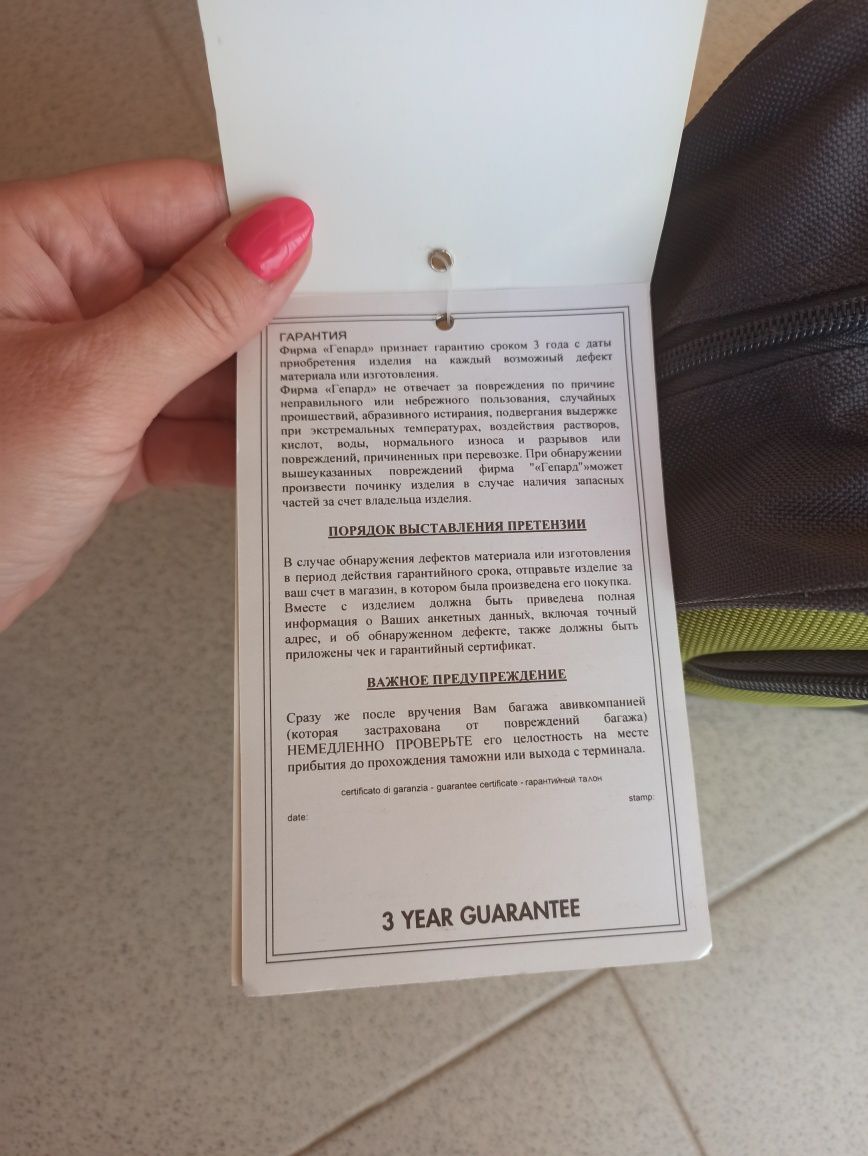 ГАРАНТИЯ
Фирма «Гепард» признает гарантию сроком 3 года с даты
приобретения изделия на каждый возможный дефект
материала или изготовления.
Фирма «Гепард» не отвечает за повреждения по причине
неправильного или небрежного пользования, случайных
проишествий, абразивного истирания, подвергания выдержке
при экстремальных температурах, воздействия растворов,
кислот, воды, нормального износа и разрывов или
повреждений, причиненных при перевозке. При обнаружении
вышеуказанных повреждений фирма "«Гепард"»может
произвести починку изделия в случае наличия запасных
частей за счет владельца изделия.
ПОРЯДОК ВЫСТАВЛЕНИЯ ПРЕТЕНЗИИ
В случае обнаружения дефектов материала или изготовления
в период действия гарантийного срока, отправьте изделие за
ваш счет в магазин, в котором была произведена его покупка.
Вместе с изделием должна быть приведена полная
информация о Ваших анкетных данных, включая точный
адрес, и об обнаруженном дефекте, также должны быть
приложены чек и гарантийный сертификат.
ВАЖНОЕ ПРЕДУПРЕЖДЕНИЕ
Сразу же после вручения Вам багажа авивкомпанией
(которая застрахована от повреждений багажа)
НЕМЕДЛЕННО ПРОВЕРЬТЕ его целостность на месте
прибытия до прохождения таможни или выхода с терминала.
certificato di garanzia - guarantee certificate - гарантийный талон
date:
stamp:
3 YEAR GUARANTEE